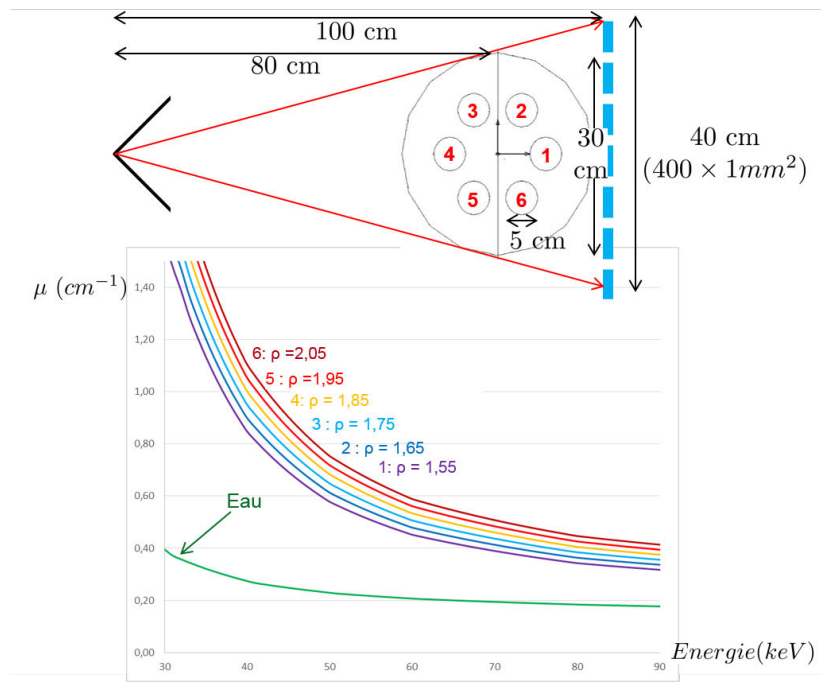 100 cm
80 cm
3
2
4
1
5
6
30
cm
5 cm
40 cm
(400 × 1mm²)
μ (cm⁻¹)
1,40
1,20
1,00
0,80
0,60
0,40
0,20
0,00
6: ρ =2,05
5 : ρ =1,95
4: ρ = 1,85
3 : ρ = 1,75
2 : ρ = 1,65
1: ρ = 1,55
Eau
30 40 50 60 70 80 90
Energie(keV)